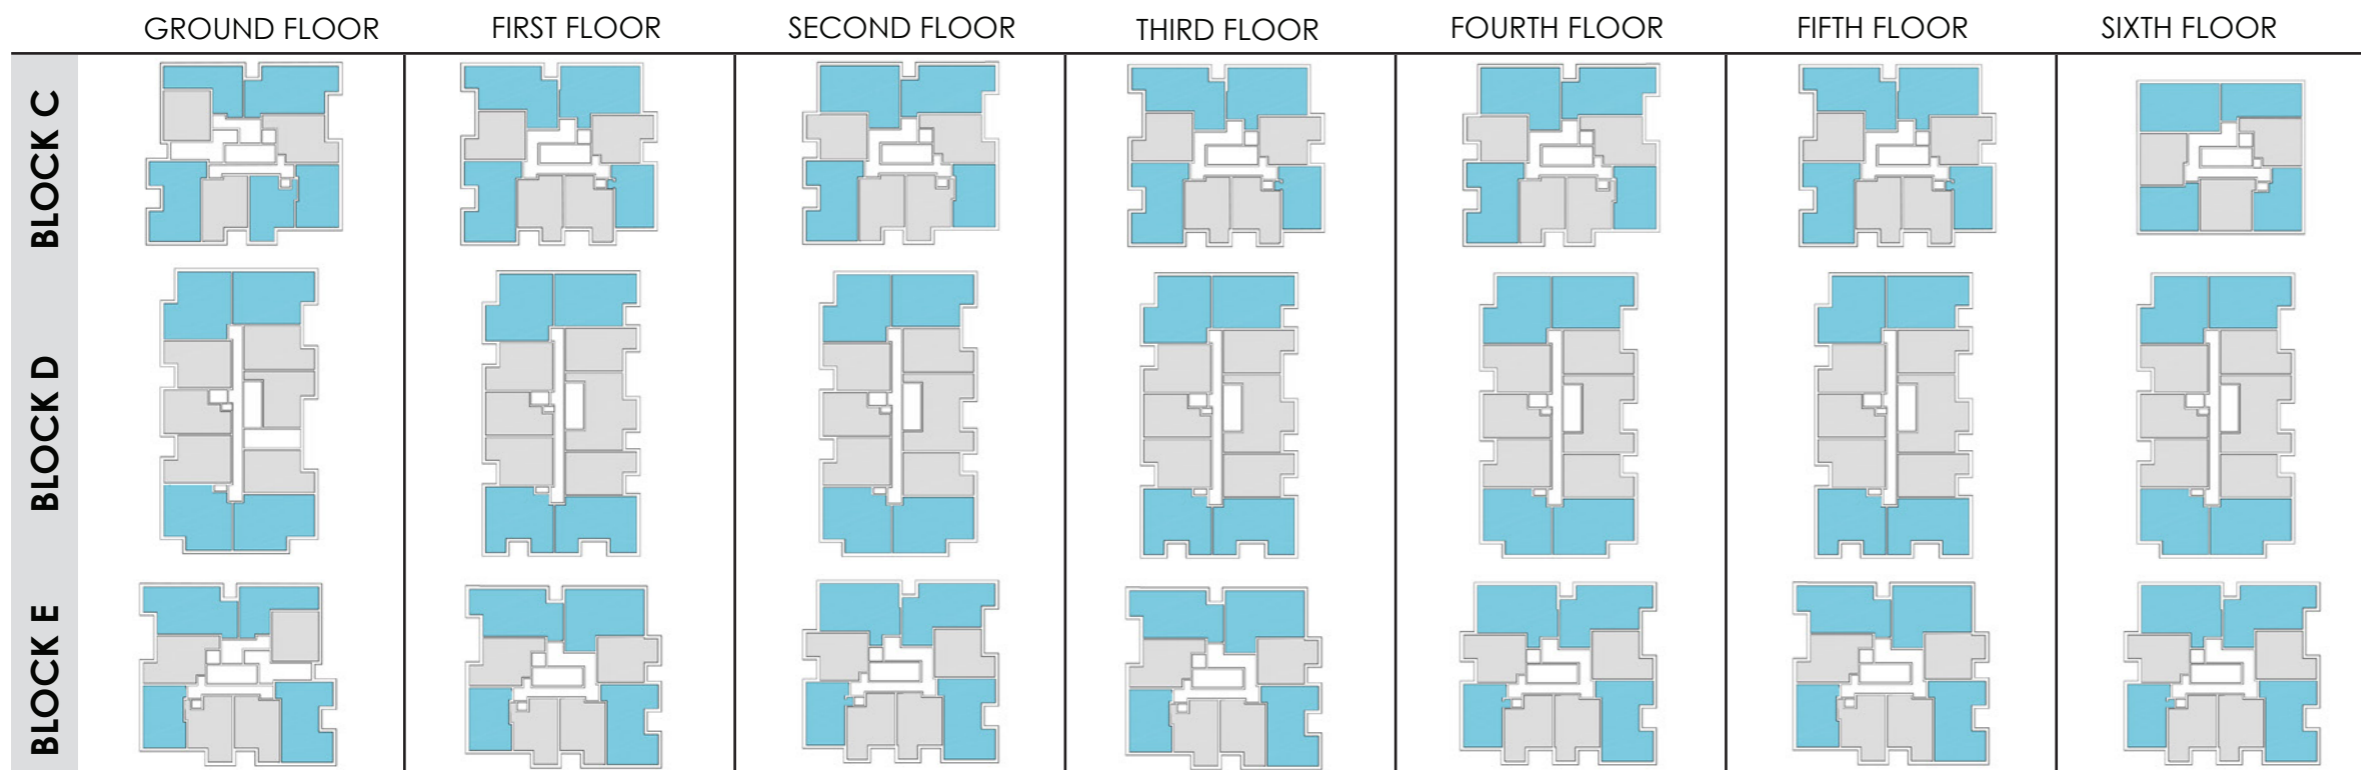 GROUND FLOOR
FIRST FLOOR
SECOND FLOOR
THIRD FLOOR
FOURTH FLOOR
FIFTH FLOOR
SIXTH FLOOR
BLOCK C
BLOCK D
BLOCK E